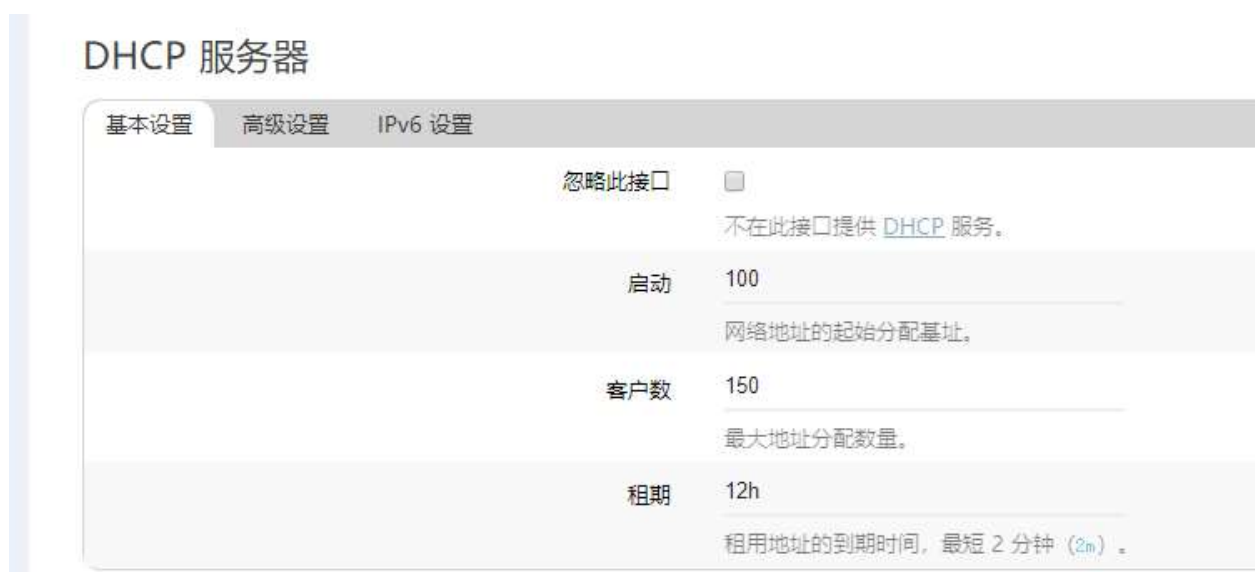 DHCP 服务器
基本设置 高级设置 IPv6 设置
忽略此接口
不在此接口提供 DHCP 服务。
启动 100
网络地址的起始分配基址。
客户数 150
最大地址分配数量。
租期 12h
租用地址的到期时间，最短 2 分钟（2m）。